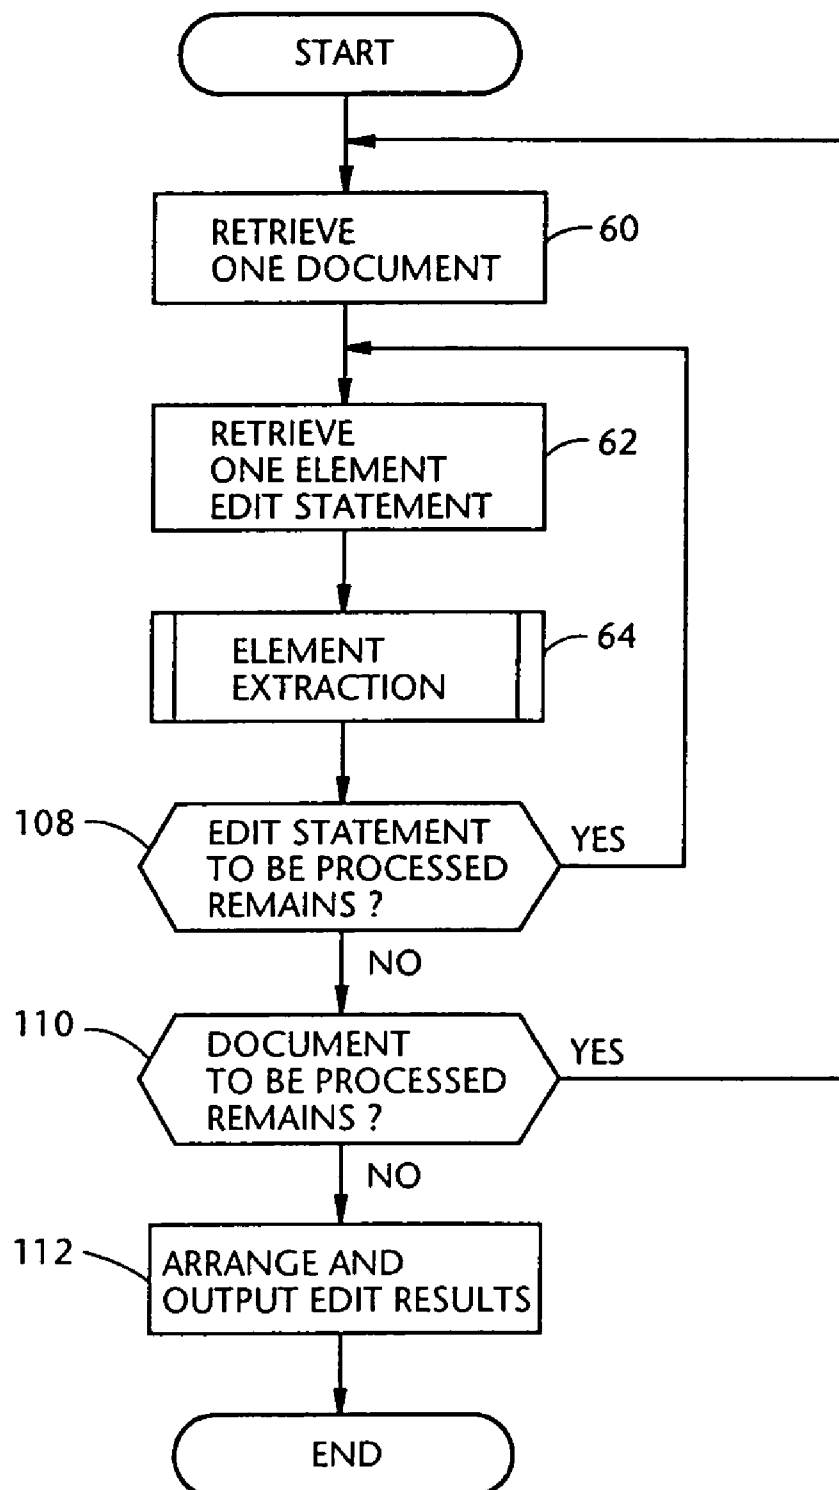 START
RETRIEVE
ONE DOCUMENT
60
RETRIEVE
ONE ELEMENT
EDIT STATEMENT
62
ELEMENT
EXTRACTION
64
108
EDIT STATEMENT
TO BE PROCESSED
REMAINS ?
YES
NO
110
DOCUMENT
TO BE PROCESSED
REMAINS ?
YES
NO
112
ARRANGE AND
OUTPUT EDIT RESULTS
END